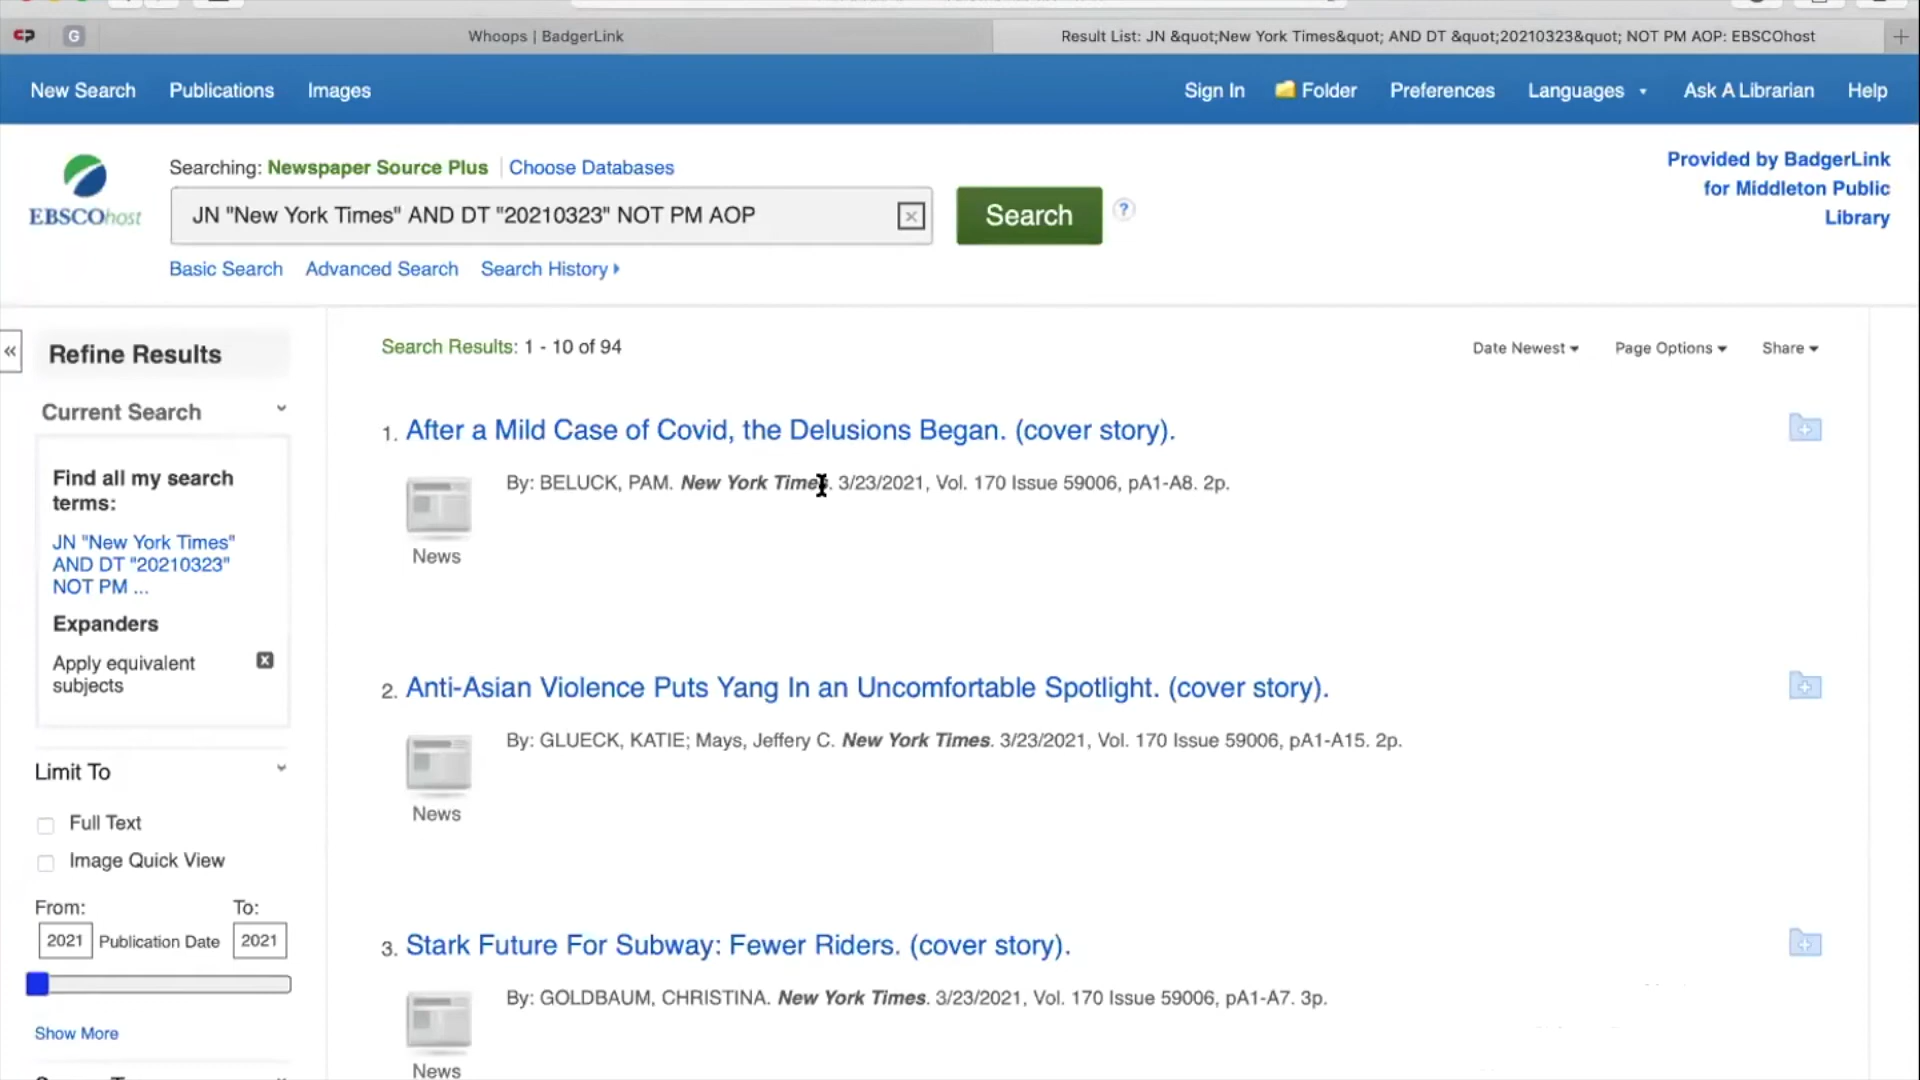 G
Whoops | BadgerLink
Result List: JN &quot;New York Times&quot; AND DT &quot;20210323&quot; NOT PM AOP: EBSCOhost
New Search
Publications
Images
Sign In
Folder
Preferences
Languages
Ask A Librarian
Help
EBSCOhost
Searching: Newspaper Source Plus
Choose Databases
JN "New York Times" AND DT "20210323" NOT PM AOP
Search
?
Provided by BadgerLink
for Middleton Public
Library
Basic Search
Advanced Search
Search History
Refine Results
Current Search
Find all my search
terms:
JN "New York Times"
AND DT "20210323"
NOT PM ...
Expanders
Apply equivalent
subjects
Limit To
Full Text
Image Quick View
From:
To:
2021
Publication Date
2021
Show More
Search Results: 1 - 10 of 94
Date Newest
Page Options
Share
1. After a Mild Case of Covid, the Delusions Began. (cover story).
By: BELUCK, PAM. New York Times. 3/23/2021, Vol. 170 Issue 59006, pA1-A8. 2p.
News
2. Anti-Asian Violence Puts Yang In an Uncomfortable Spotlight. (cover story).
By: GLUECK, KATIE; Mays, Jeffery C. New York Times. 3/23/2021, Vol. 170 Issue 59006, pA1-A15. 2p.
News
3. Stark Future For Subway: Fewer Riders. (cover story).
By: GOLDBAUM, CHRISTINA. New York Times. 3/23/2021, Vol. 170 Issue 59006, pA1-A7. 3p.
News